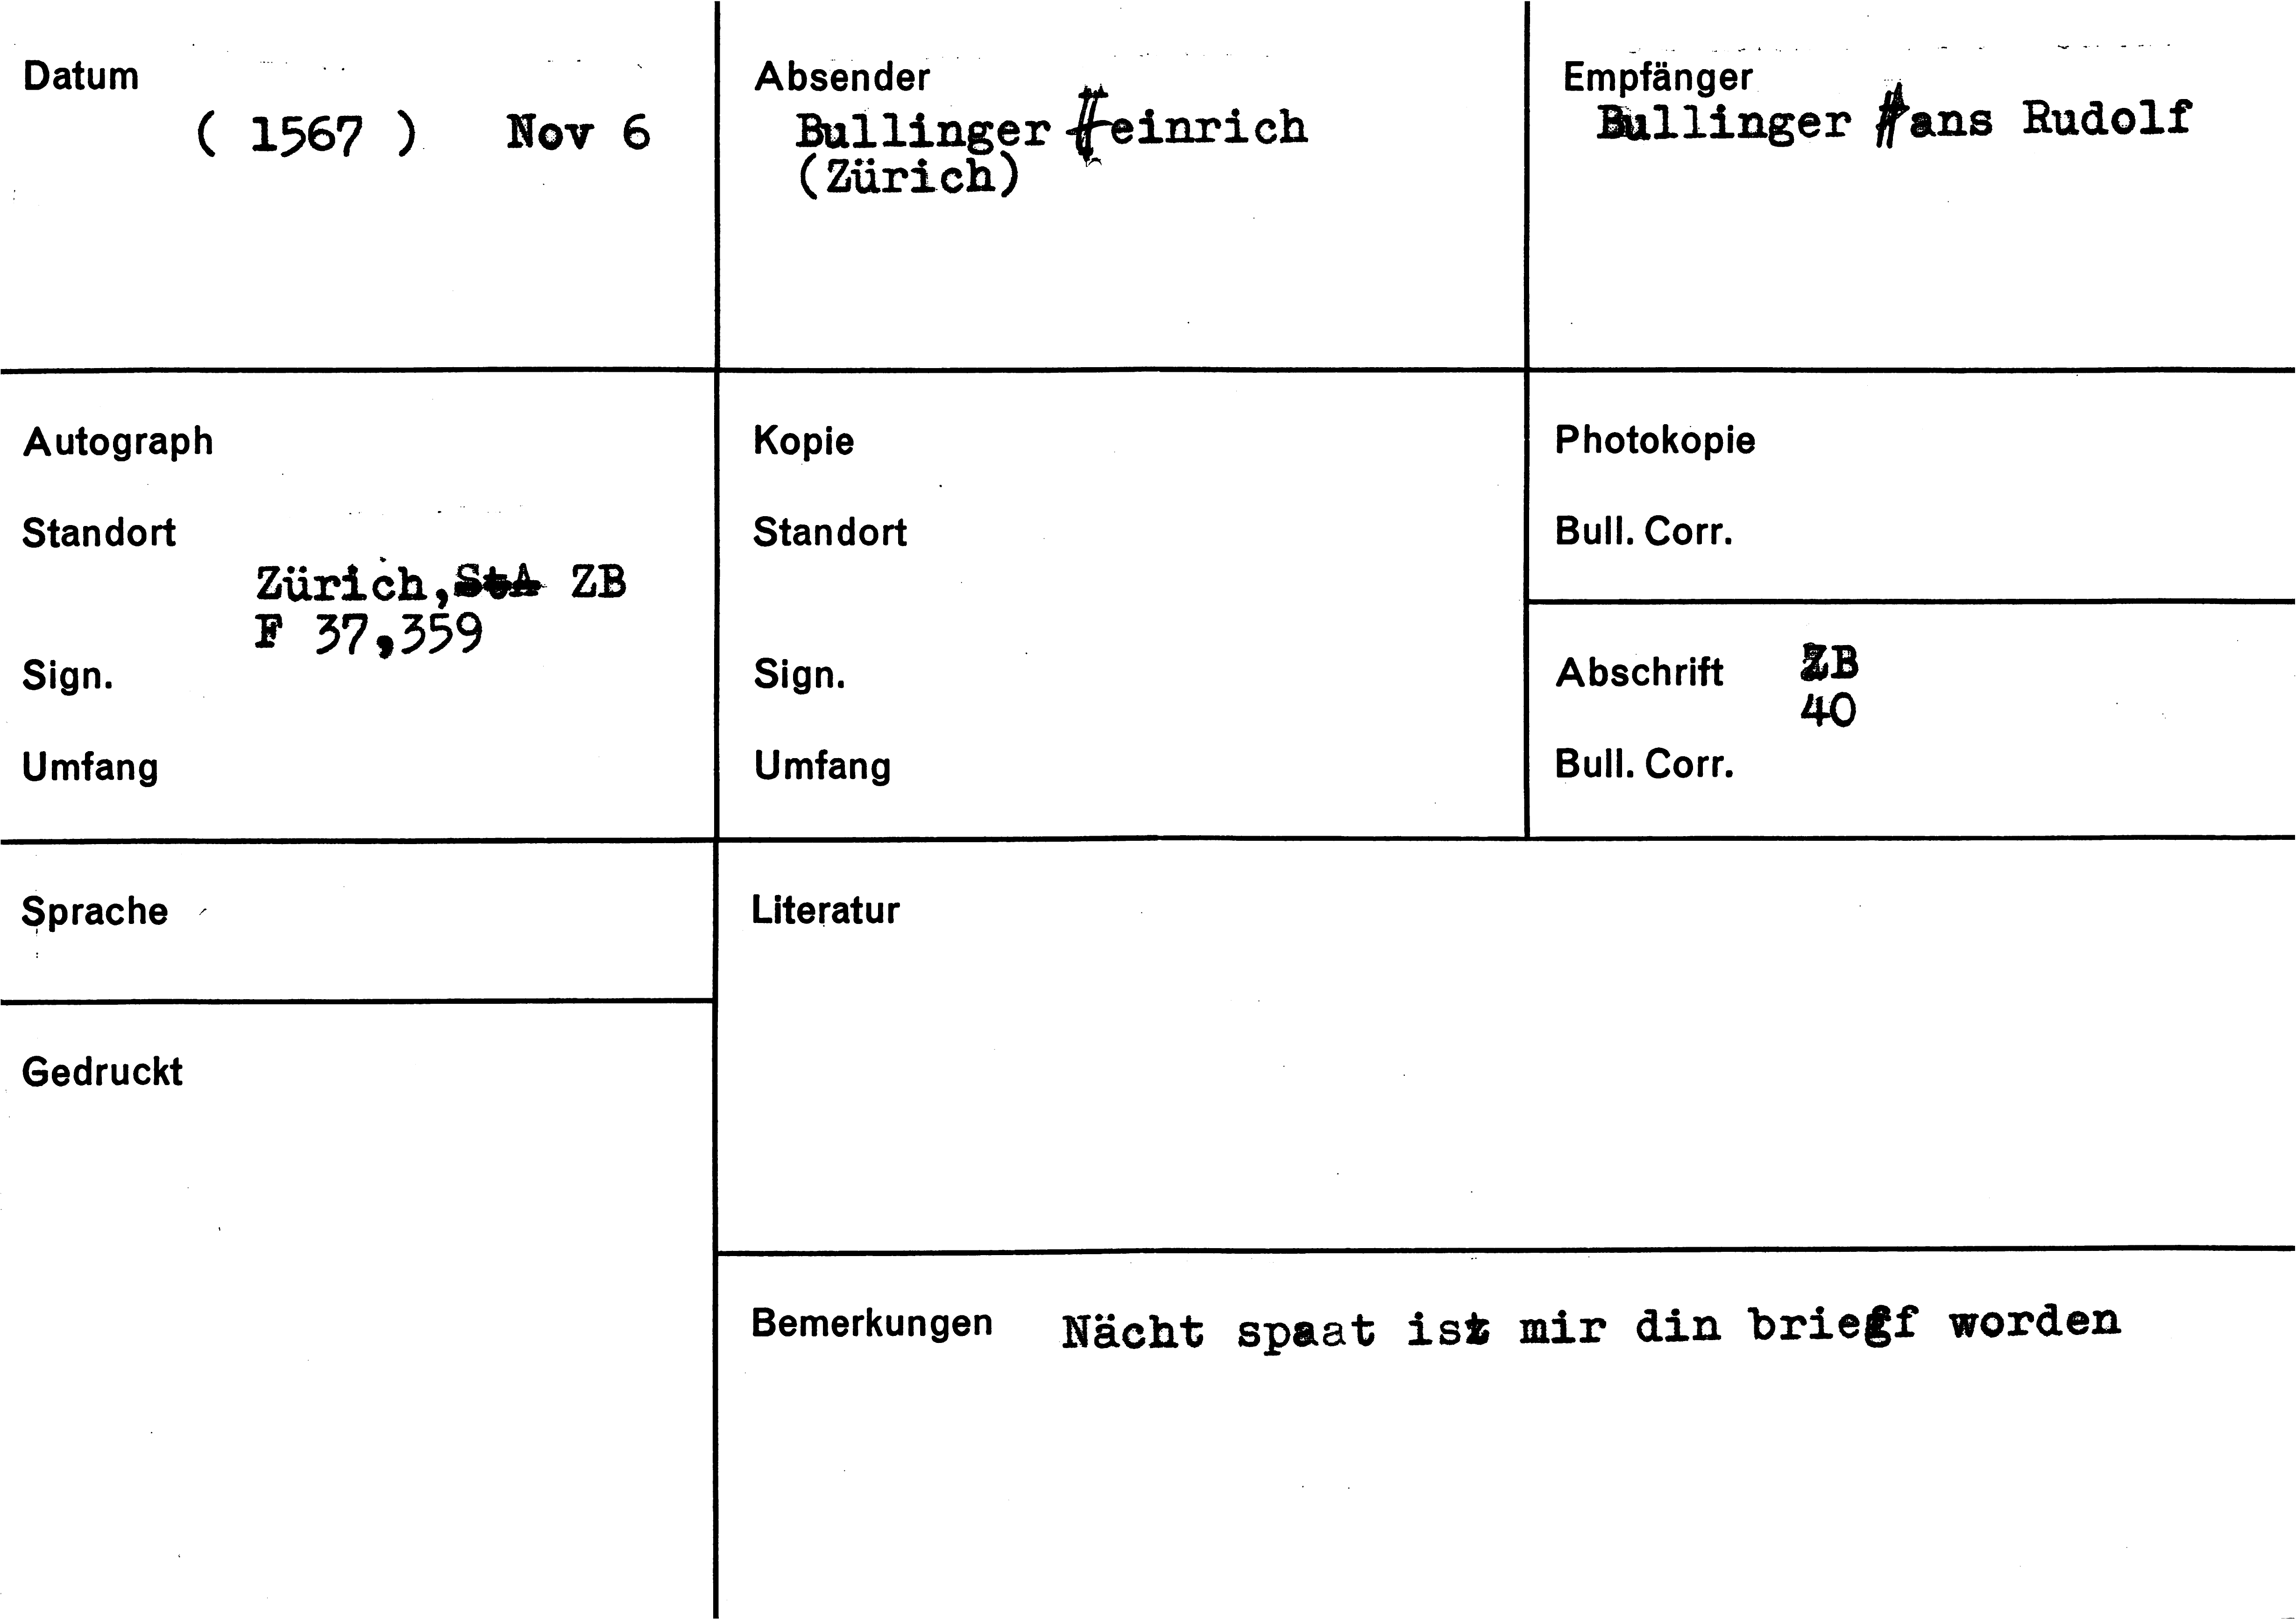 Datum
( 1567 ) Nov 6
Absender
Bullinger Heinrich
(Zürich)
Empfänger
Bullinger Hans Rudolf
Autograph
Standort
Zürich, StA ZB
F 37,359
Sign.
Umfang
Kopie
Standort
Sign.
Umfang
Photokopie
Bull. Corr.
Abschrift ZB
40
Bull. Corr.
Sprache
Literatur
Gedruckt
Bemerkungen Nächt spaat ist mir din brieff worden